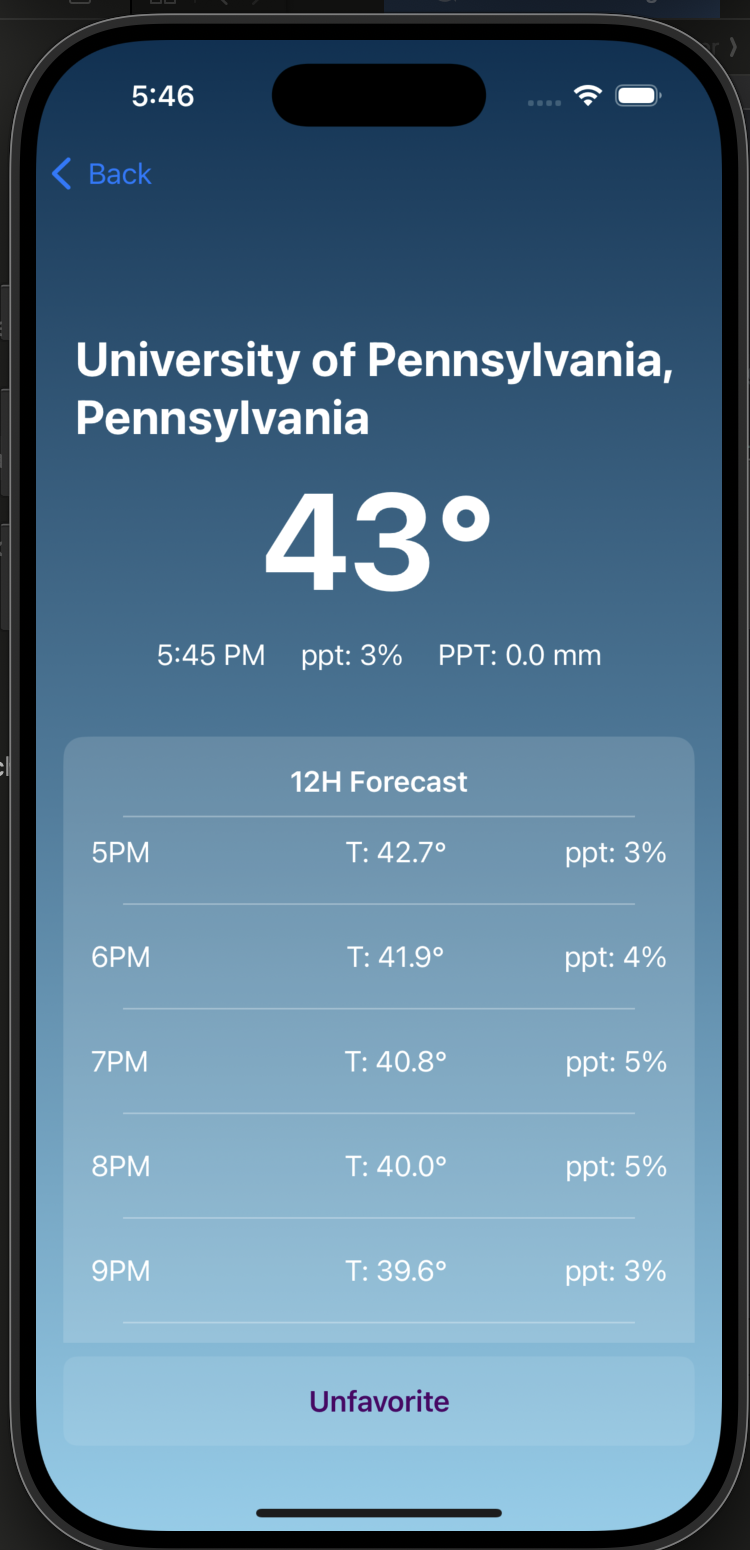 5:46
Back
University of Pennsylvania,
Pennsylvania
43°
5:45 PM ppt: 3% PPT: 0.0 mm
12H Forecast
5PM T: 42.7° ppt: 3%
6PM T: 41.9° ppt: 4%
7PM T: 40.8° ppt: 5%
8PM T: 40.0° ppt: 5%
9PM T: 39.6° ppt: 3%
Unfavorite